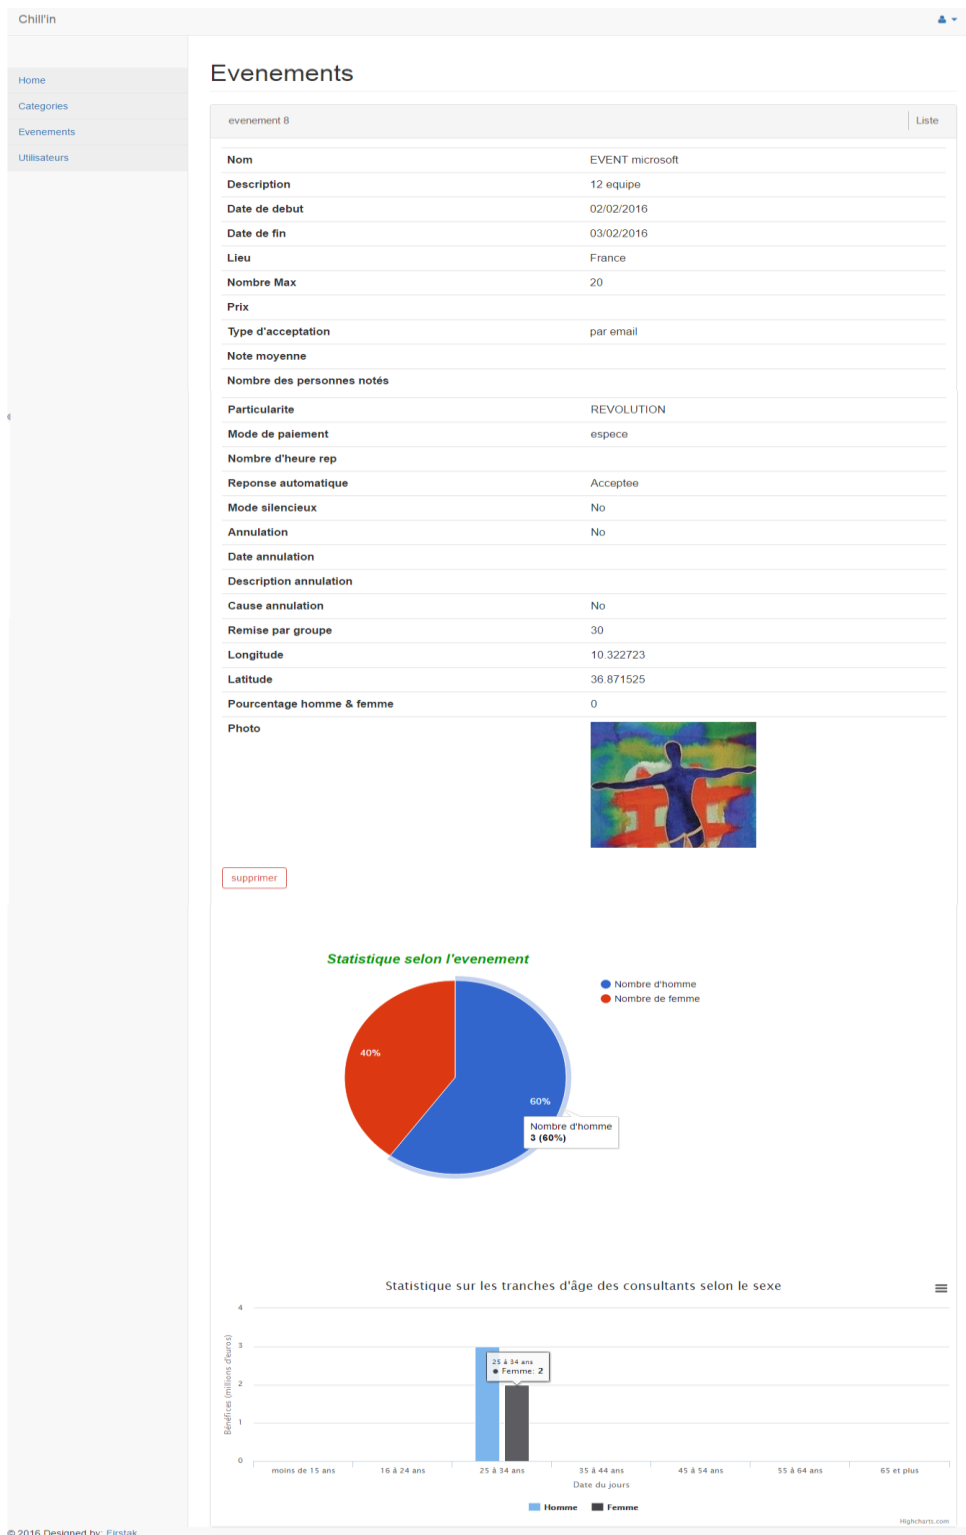 Chill'in
Home
Categories
Evenements
Utilisateurs
Evenements
evenement 8 Liste
Nom EVENT microsoft
Description 12 equipe
Date de debut 02/02/2016
Date de fin 03/02/2016
Lieu France
Nombre Max 20
Prix
Type d'acceptation par email
Note moyenne
Nombre des personnes notés
Particularite REVOLUTION
Mode de paiement espece
Nombre d'heure rep
Reponse automatique Acceptee
Mode silencieux No
Annulation No
Date annulation
Description annulation
Cause annulation No
Remise par groupe 30
Longitude 10.322723
Latitude 36.871525
Pourcentage homme & femme 0
Photo
supprimer
Statistique selon l'evenement
Nombre d'homme
Nombre de femme
40%
60%
Nombre d'homme
3 (60%)
Statistique sur les tranches d'âge des consultants selon le sexe
Bénéfices (millions d'euros)
4
3
2
1
0
25 à 34 ans
Femme: 2
moins de 15 ans 16 à 24 ans 25 à 34 ans 35 à 44 ans 45 à 54 ans 55 à 64 ans 65 et plus
Date du jours
Homme Femme
Highcharts.com
© 2016 Designed by: Firstak